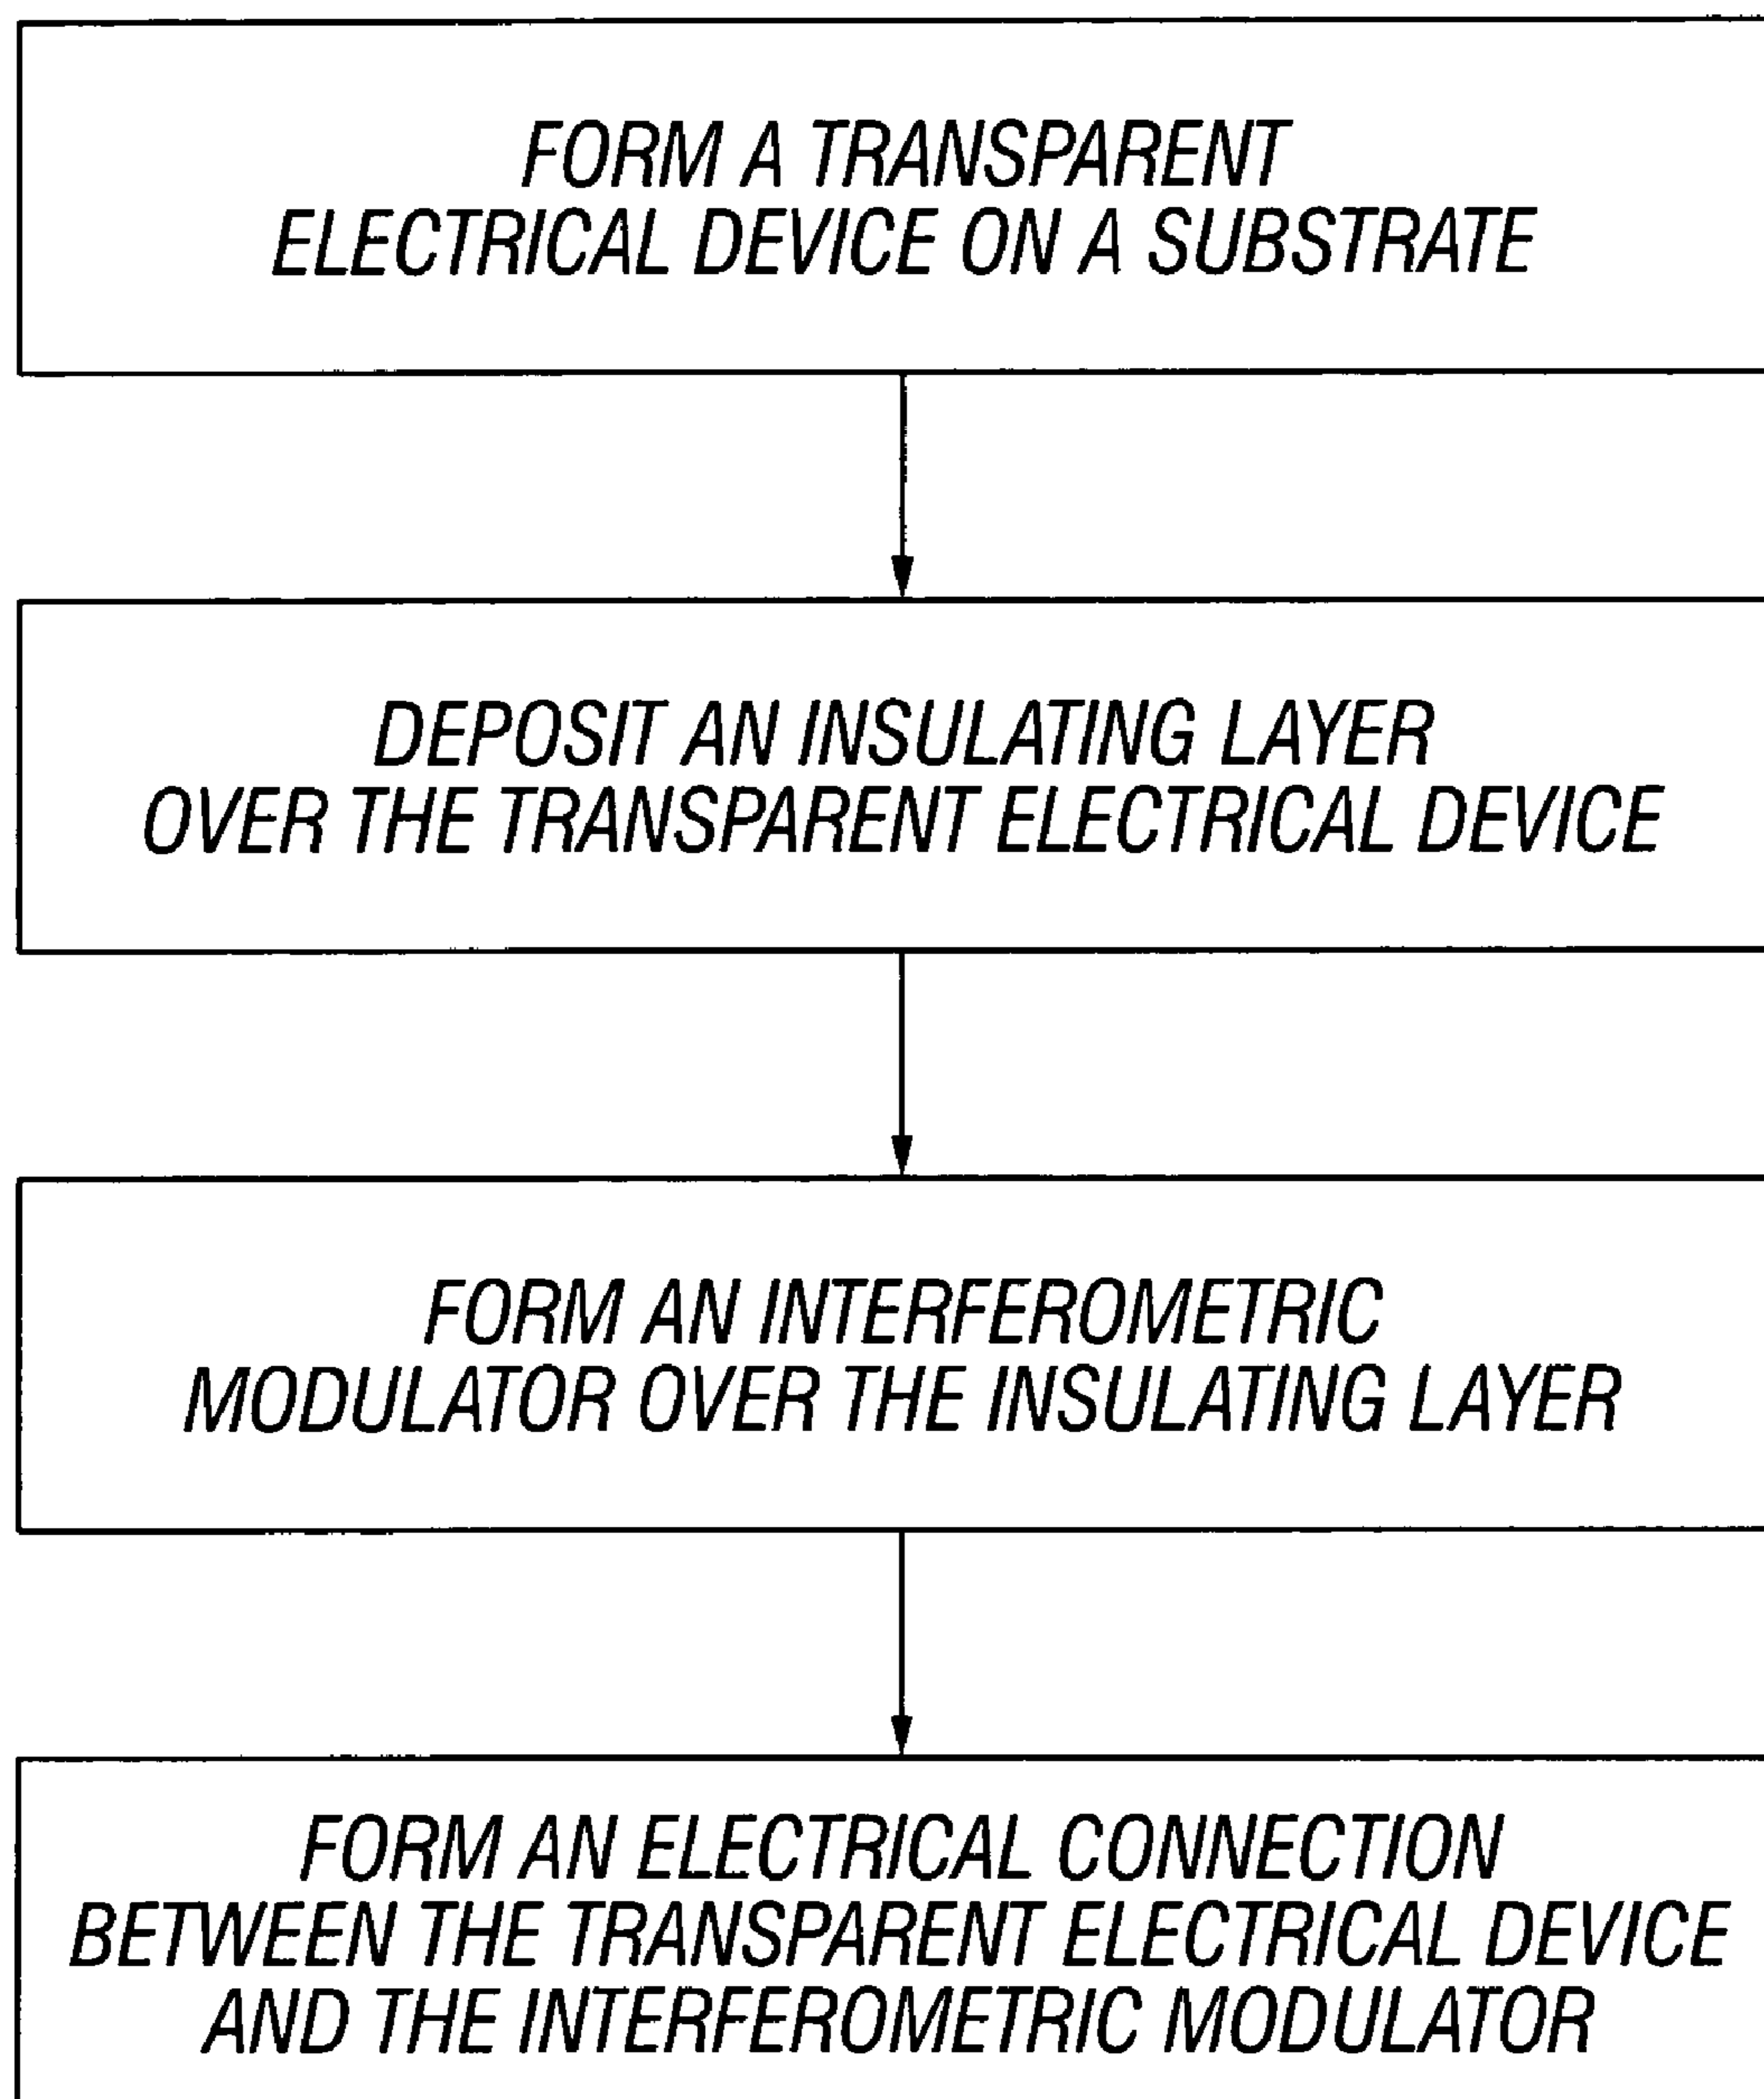 FORM A TRANSPARENT
ELECTRICAL DEVICE ON A SUBSTRATE
DEPOSIT AN INSULATING LAYER
OVER THE TRANSPARENT ELECTRICAL DEVICE
FORM AN INTERFEROMETRIC
MODULATOR OVER THE INSULATING LAYER
FORM AN ELECTRICAL CONNECTION
BETWEEN THE TRANSPARENT ELECTRICAL DEVICE
AND THE INTERFEROMETRIC MODULATOR